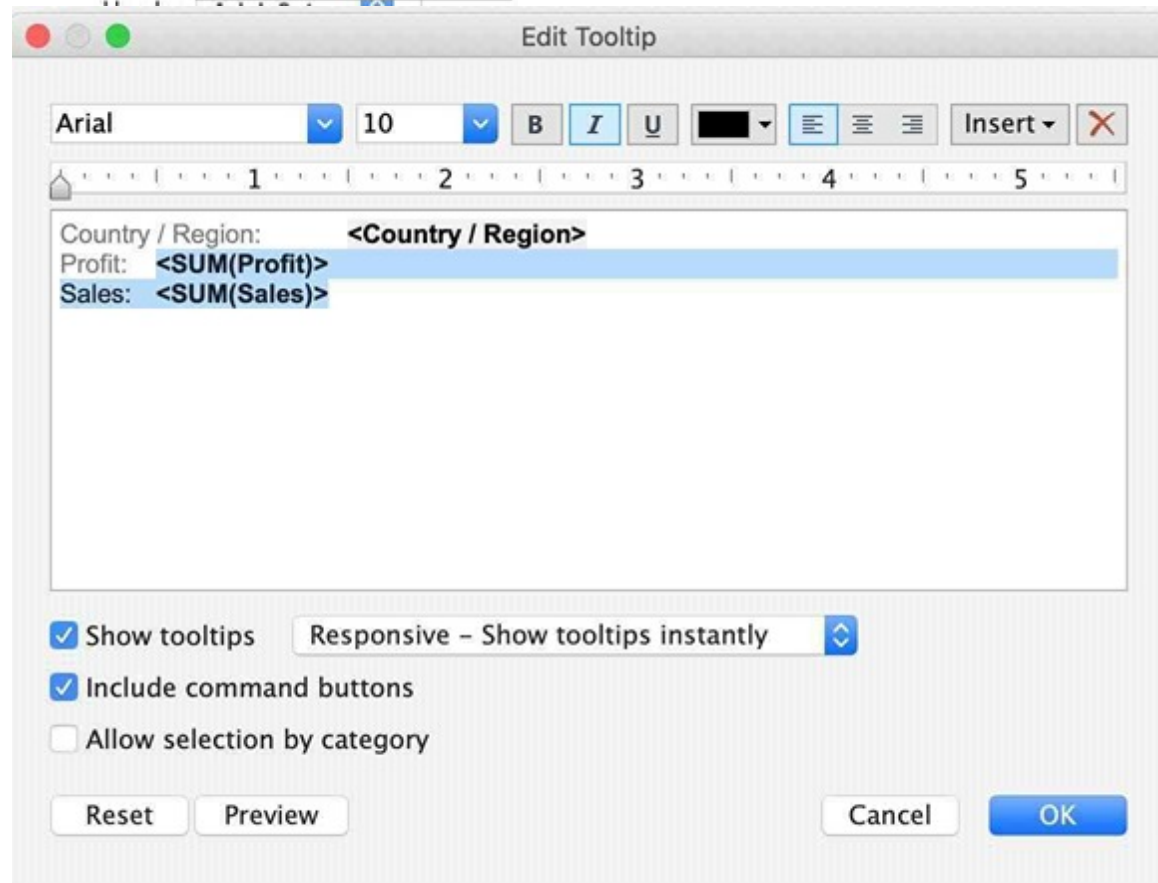 Edit Tooltip
Arial 10 B I U Insert
1 2 3 4 5
Country / Region: <Country / Region>
Profit: <SUM(Profit)>
Sales: <SUM(Sales)>
Show tooltips Responsive – Show tooltips instantly
Include command buttons
Allow selection by category
Reset Preview Cancel OK